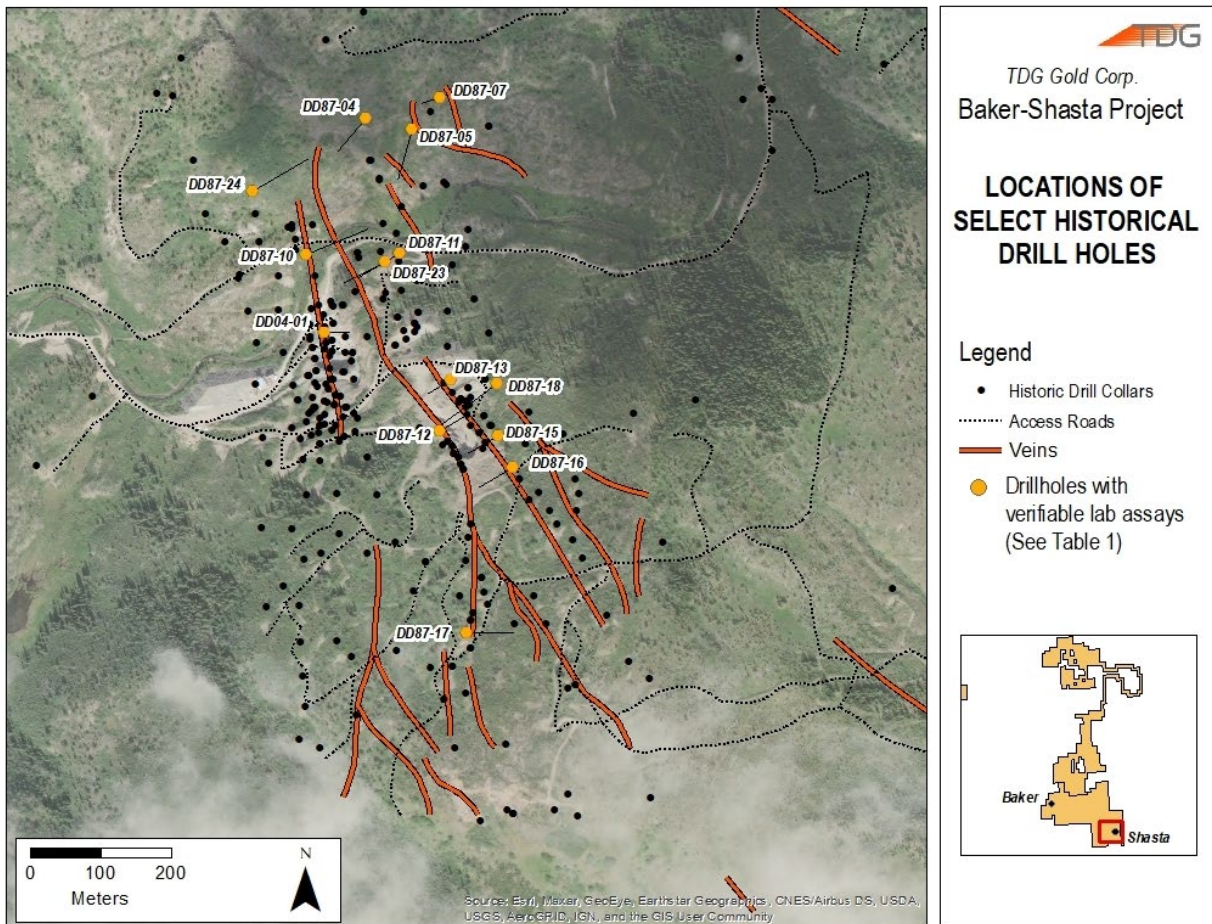 DD87-07
DD87-04
DD87-05
DD87-24
DD87-11
DD87-10
DD87-23
DD04-01
DD87-13
DD87-18
DD87-12
DD87-15
DD87-16
DD87-17
0 100 200
Meters
N
Source: Esri, Maxar, GeoEye, Earthstar Geographics, CNES/Airbus DS, USDA,
USGS, AeroGRID, IGN, and the GIS User Community
TDG
TDG Gold Corp.
Baker-Shasta Project
LOCATIONS OF
SELECT HISTORICAL
DRILL HOLES
Legend
Historic Drill Collars
Access Roads
Veins
Drillholes with
verifiable lab assays
(See Table 1)
Baker
Shasta